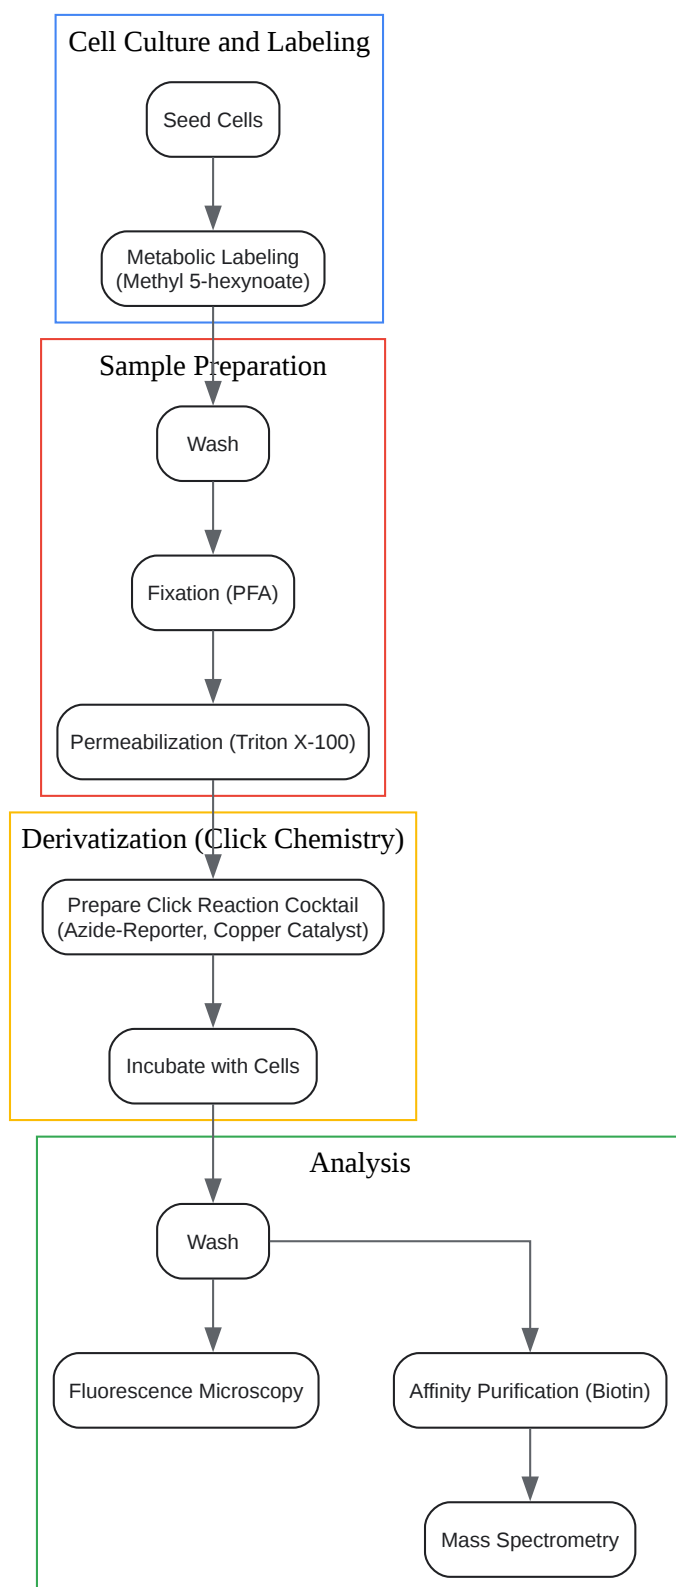 Cell Culture and Labeling
Seed Cells
Metabolic Labeling
(Methyl 5-hexynoate)
Sample Preparation
Wash
Fixation (PFA)
Permeabilization (Triton X-100)
Derivatization (Click Chemistry)
Prepare Click Reaction Cocktail
(Azide-Reporter, Copper Catalyst)
Incubate with Cells
Analysis
Wash
Fluorescence Microscopy
Affinity Purification (Biotin)
Mass Spectrometry